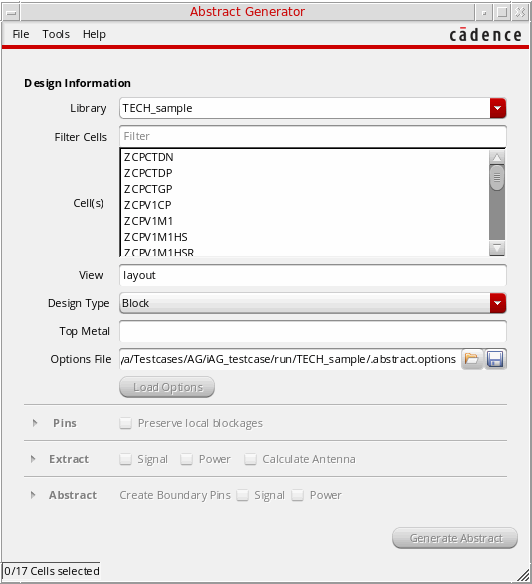 Abstract Generator
File Tools Help
cādence
Design Information
Library TECH_sample
Filter Cells Filter
Cell(s)
ZCPCTDN
ZCPCTDP
ZCPCTGP
ZCPV1CP
ZCPV1M1
ZCPV1M1HS
ZCPV1M1HSR
View layout
Design Type Block
Top Metal
Options File /a/Testcases/AG/iAG_testcase/run/TECH_sample/.abstract.options
Load Options
Pins Preserve local blockages
Extract Signal Power Calculate Antenna
Abstract Create Boundary Pins Signal Power
Generate Abstract
0/17 Cells selected